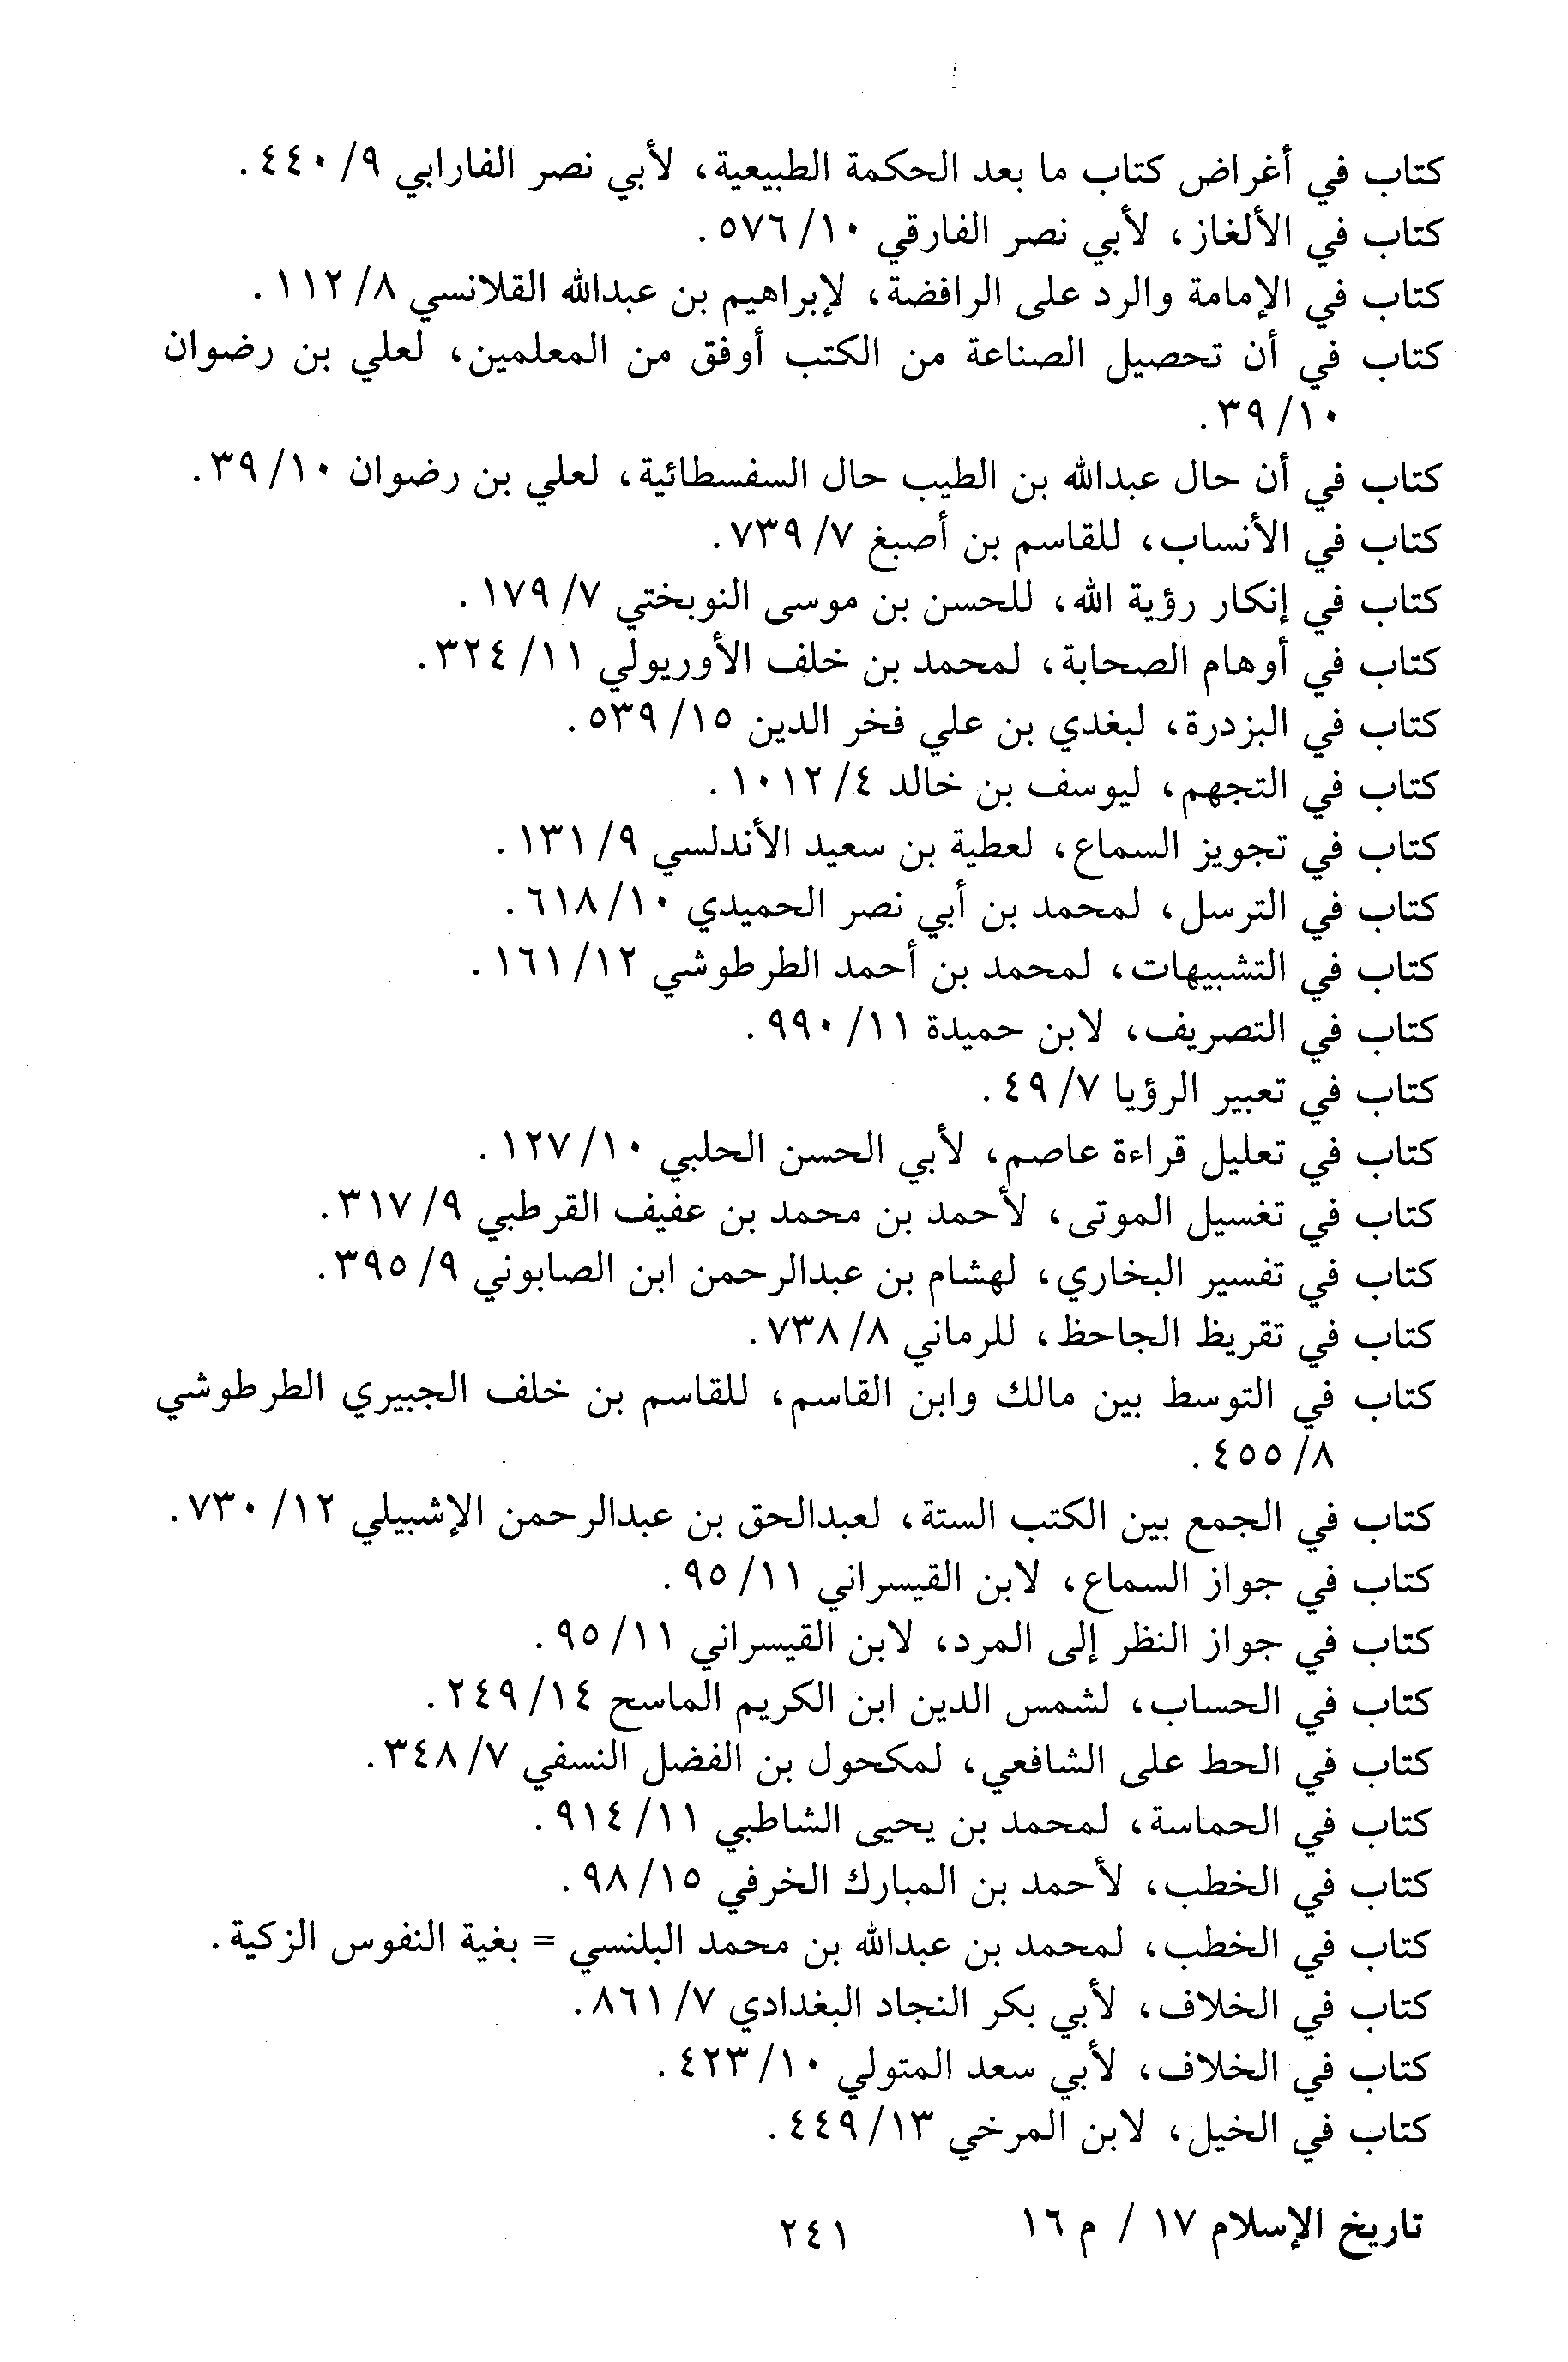 كتاب في أغراض كتاب ما بعد الحكمة الطبيعية، لأبي نصر الفارابي ٩/ ٤٤٠.
كتاب في الألغاز، لأبي نصر الفارقي ١٠/ ٥٧٦.
كتاب في الإمامة والرد على الرافضة، لإبراهيم بن عبدالله القلانسي ٨/ ١١٢.
كتاب في أن تحصيل الصناعة من الكتب أوفق من المعلمين، لعلي بن رضوان
١٠/ ٣٩.
كتاب في أن حال عبدالله بن الطيب حال السفسطائية، لعلي بن رضوان ١٠/ ٣٩.
كتاب في الأنساب، للقاسم بن أصبغ ٧/ ٧٣٩.
كتاب في إنكار رؤية الله، للحسن بن موسى النوبختي ٧/ ١٧٩.
كتاب في أوهام الصحابة، لمحمد بن خلف الأوريولي ١١/ ٣٢٤.
كتاب في البزدرة، لبغدي بن علي فخر الدين ١٥/ ٥٣٩.
كتاب في التجهم، ليوسف بن خالد ٤/ ١٠١٢.
كتاب في تجويز السماع، لعطية بن سعيد الأندلسي ٩/ ١٣١.
كتاب في الترسل، لمحمد بن أبي نصر الحميدي ١٠/ ٦١٨.
كتاب في التشبيهات، لمحمد بن أحمد الطرطوشي ١٢/ ١٦١.
كتاب في التصريف، لابن حميدة ١١/ ٩٩٠.
كتاب في تعبير الرؤيا ٧/ ٤٩.
كتاب في تعليل قراءة عاصم، لأبي الحسن الحلبي ١٠/ ١٢٧.
كتاب في تغسيل الموتى، لأحمد بن محمد بن عفيف القرطبي ٩/ ٣١٧.
كتاب في تفسير البخاري، لهشام بن عبدالرحمن ابن الصابوني ٩/ ٣٩٥.
كتاب في تقريظ الجاحظ، للرماني ٨/ ٧٣٨.
كتاب في التوسط بين مالك وابن القاسم، للقاسم بن خلف الجبيري الطرطوشي
٨/ ٤٥٥.
كتاب في الجمع بين الكتب الستة، لعبدالحق بن عبدالرحمن الإشبيلي ١٢/ ٧٣٠.
كتاب في جواز السماع، لابن القيسراني ١١/ ٩٥.
كتاب في جواز النظر إلى المرد، لابن القيسراني ١١/ ٩٥.
كتاب في الحساب، لشمس الدين ابن الكريم الماسح ١٤/ ٢٤٩.
كتاب في الحط على الشافعي، لمكحول بن الفضل النسفي ٧/ ٣٤٨.
كتاب في الحماسة، لمحمد بن يحيى الشاطبي ١١/ ٩١٤.
كتاب في الخطب، لأحمد بن المبارك الخرفي ١٥/ ٩٨.
كتاب في الخطب، لمحمد بن عبدالله بن محمد البلنسي = بغية النفوس الزكية.
كتاب في الخلاف، لأبي بكر النجاد البغدادي ٧/ ٨٦١.
كتاب في الخلاف، لأبي سعد المتولي ١٠/ ٤٢٣.
كتاب في الخيل، لابن المرخي ١٣/ ٤٤٩.
تاريخ الإسلام ١٧ / م ١٦
٢٤١